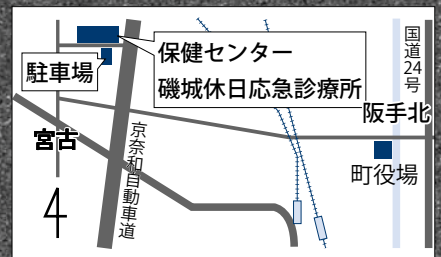 保健センター
磯城休日応急診療所
駐車場
国道24号
阪手北
宮古
京奈和自動車道
町役場